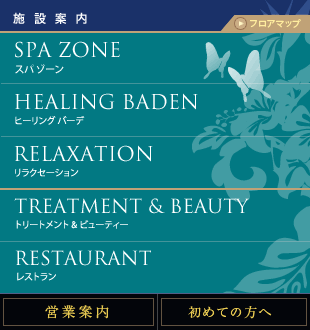 施設案内
フロアマップ
SPA ZONE
スパ ゾーン
HEALING BADEN
ヒーリング バーデ
RELAXATION
リラクセーション
TREATMENT & BEAUTY
トリートメント & ビューティー
RESTAURANT
レストラン
営業案内
初めての方へ